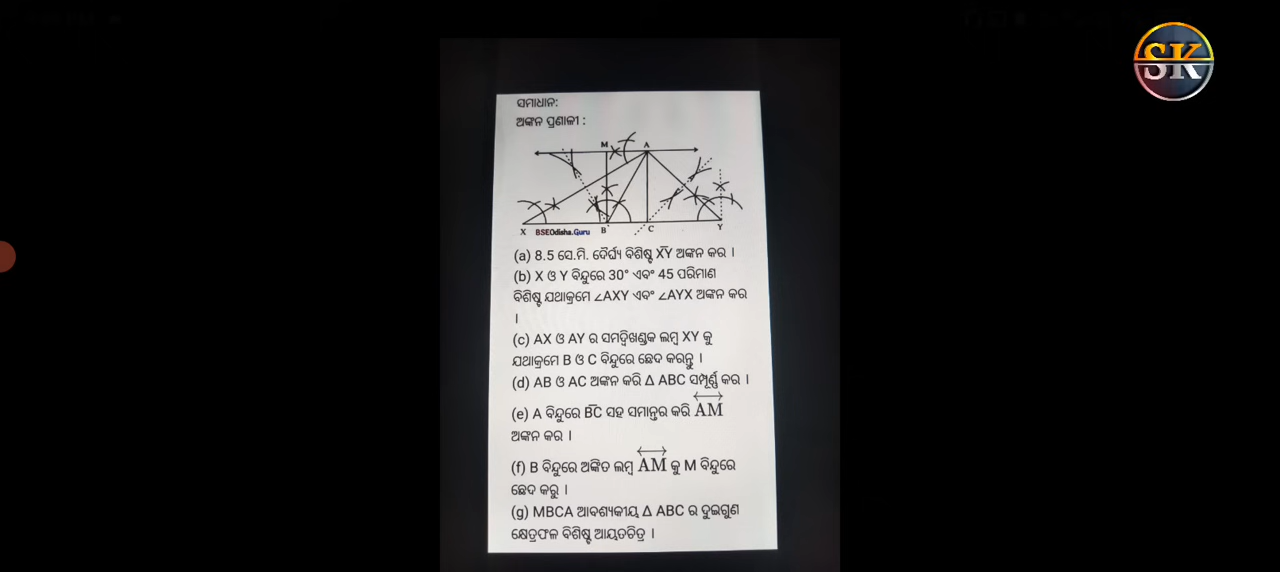 SK
ସମାଧାନ:
ଅଙ୍କନ ପ୍ରଣାଳୀ :
M A
X BSEOdisha.Guru B C Y
(a) 8.5 ସେ.ମି. ଦୈର୍ଘ୍ୟ ବିଶିଷ୍ଟ XY ଅଙ୍କନ କର ।
(b) X ଓ Y ବିନ୍ଦୁରେ 30° ଏବଂ 45 ପରିମାଣ
ବିଶିଷ୍ଟ ଯଥାକ୍ରମେ ∠AXY ଏବଂ ∠AYX ଅଙ୍କନ କର
।
(c) AX ଓ AY ର ସମଦ୍ବିଖଣ୍ଡକ ଲମ୍ବ XY କୁ
ଯଥାକ୍ରମେ B ଓ C ବିନ୍ଦୁରେ ଛେଦ କରନ୍ତୁ ।
(d) AB ଓ AC ଅଙ୍କନ କରି Δ ABC ସମ୍ପୂର୍ଣ୍ଣ କର ।
(e) A ବିନ୍ଦୁରେ BC ସହ ସମାନ୍ତର କରି AM
ଅଙ୍କନ କର ।
(f) B ବିନ୍ଦୁରେ ଅଙ୍କିତ ଲମ୍ବ AM କୁ M ବିନ୍ଦୁରେ
ଛେଦ କରୁ ।
(g) MBCA ଆବଶ୍ୟକୀୟ Δ ABC ର ଦୁଇଗୁଣ
କ୍ଷେତ୍ରଫଳ ବିଶିଷ୍ଟ ଆୟତଚିତ୍ର ।